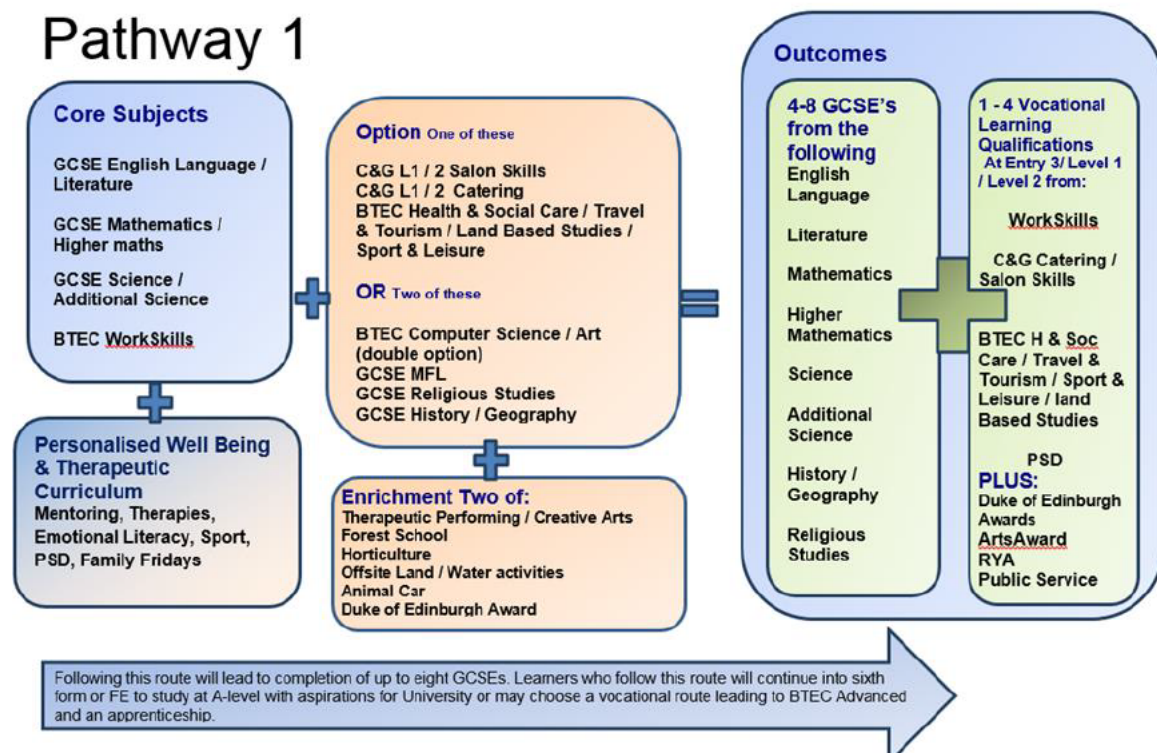 Pathway 1
Core Subjects
GCSE English Language /
Literature
GCSE Mathematics /
Higher maths
GCSE Science /
Additional Science
BTEC WorkSkills
Personalised Well Being
& Therapeutic
Curriculum
Mentoring, Therapies,
Emotional Literacy, Sport,
PSD, Family Fridays
Option One of these
C&G L1 / 2 Salon Skills
C&G L1 / 2 Catering
BTEC Health & Social Care / Travel
& Tourism / Land Based Studies /
Sport & Leisure
OR Two of these
BTEC Computer Science / Art
(double option)
GCSE MFL
GCSE Religious Studies
GCSE History / Geography
Enrichment Two of:
Therapeutic Performing / Creative Arts
Forest School
Horticulture
Offsite Land / Water activities
Animal Car
Duke of Edinburgh Award
Outcomes
4-8 GCSE's
from the
following
English
Language
Literature
Mathematics
Higher
Mathematics
Science
Additional
Science
History /
Geography
Religious
Studies
1 - 4 Vocational
Learning
Qualifications
At Entry 3/ Level 1
/ Level 2 from:
WorkSkills
C&G Catering /
Salon Skills
BTEC H & Soc
Care / Travel &
Tourism / Sport &
Leisure / land
Based Studies
PSD
PLUS:
Duke of Edinburgh
Awards
ArtsAward
RYA
Public Service
Following this route will lead to completion of up to eight GCSEs. Learners who follow this route will continue into sixth
form or FE to study at A-level with aspirations for University or may choose a vocational route leading to BTEC Advanced
and an apprenticeship.